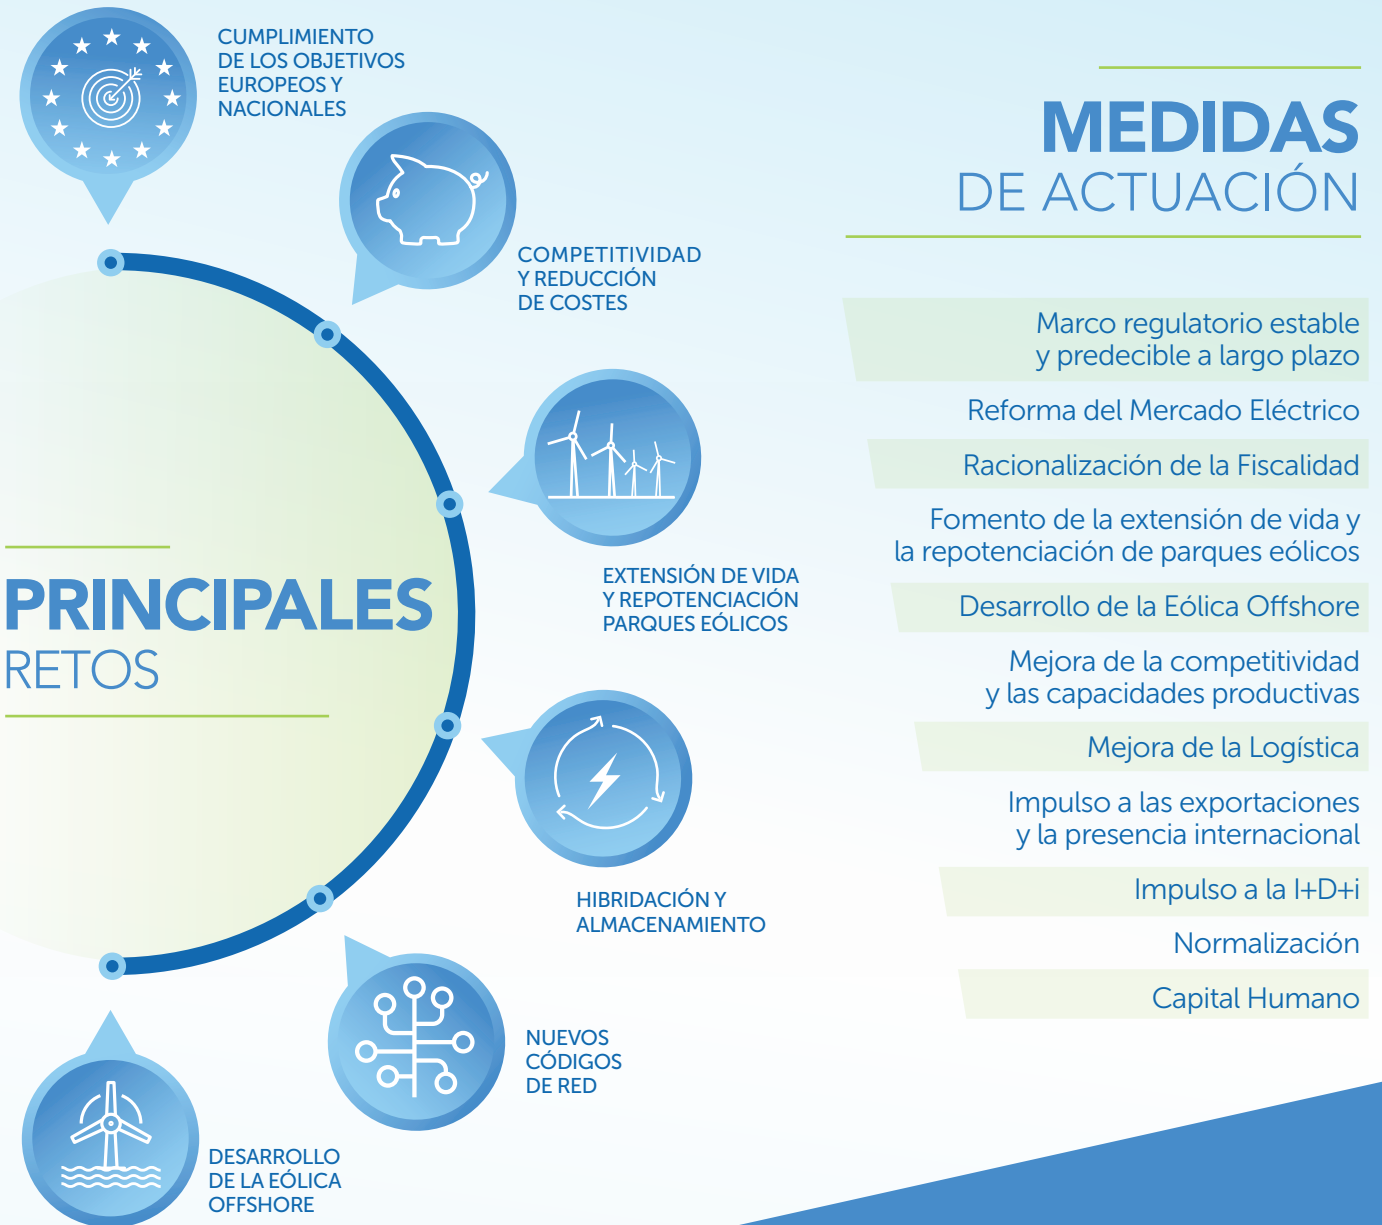 CUMPLIMIENTO
DE LOS OBJETIVOS
EUROPEOS Y
NACIONALES
COMPETITIVIDAD
Y REDUCCIÓN
DE COSTES
EXTENSIÓN DE VIDA
Y REPOTENCIACIÓN
PARQUES EÓLICOS
PRINCIPALES
RETOS
HIBRIDACIÓN Y
ALMACENAMIENTO
NUEVOS
CÓDIGOS
DE RED
DESARROLLO
DE LA EÓLICA
OFFSHORE
MEDIDAS
DE ACTUACIÓN
Marco regulatorio estable
y predecible a largo plazo
Reforma del Mercado Eléctrico
Racionalización de la Fiscalidad
Fomento de la extensión de vida y
la repotenciación de parques eólicos
Desarrollo de la Eólica Offshore
Mejora de la competitividad
y las capacidades productivas
Mejora de la Logística
Impulso a las exportaciones
y la presencia internacional
Impulso a la I+D+i
Normalización
Capital Humano